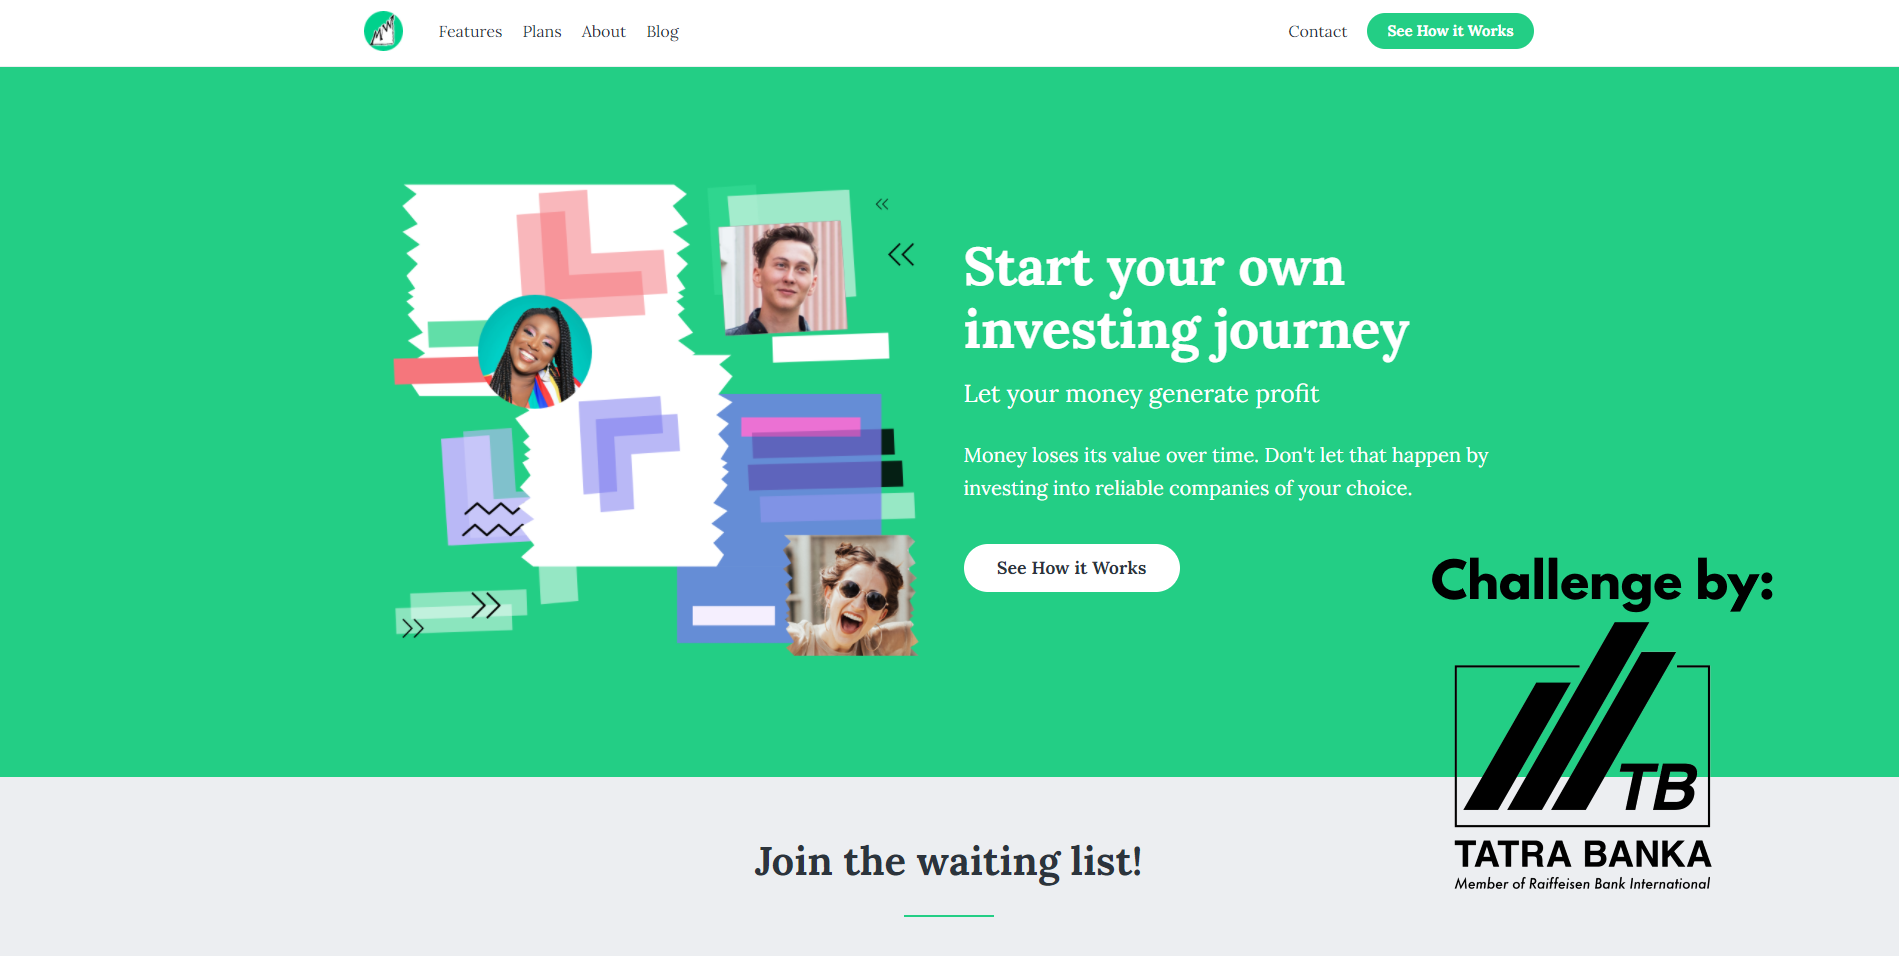 Features
Plans
About
Blog
Contact
See How it Works
Start your own
investing journey
Let your money generate profit
Money loses its value over time. Don't let that happen by
investing into reliable companies of your choice.
See How it Works
Challenge by:
TB
TATRA BANKA
Member of Raiffeisen Bank International
Join the waiting list!